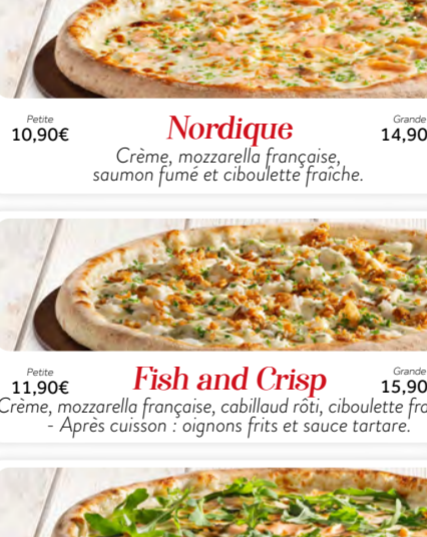 Petite Nordique Grande
10,90€ 14,90
Crème, mozzarella française,
saumon fumé et ciboulette fraîche.
Petite Fish and Crisp Grande
11,90€ 15,90
Crème, mozzarella française, cabillaud rôti, ciboulette
- Après cuisson : oignons frits et sauce tartare.